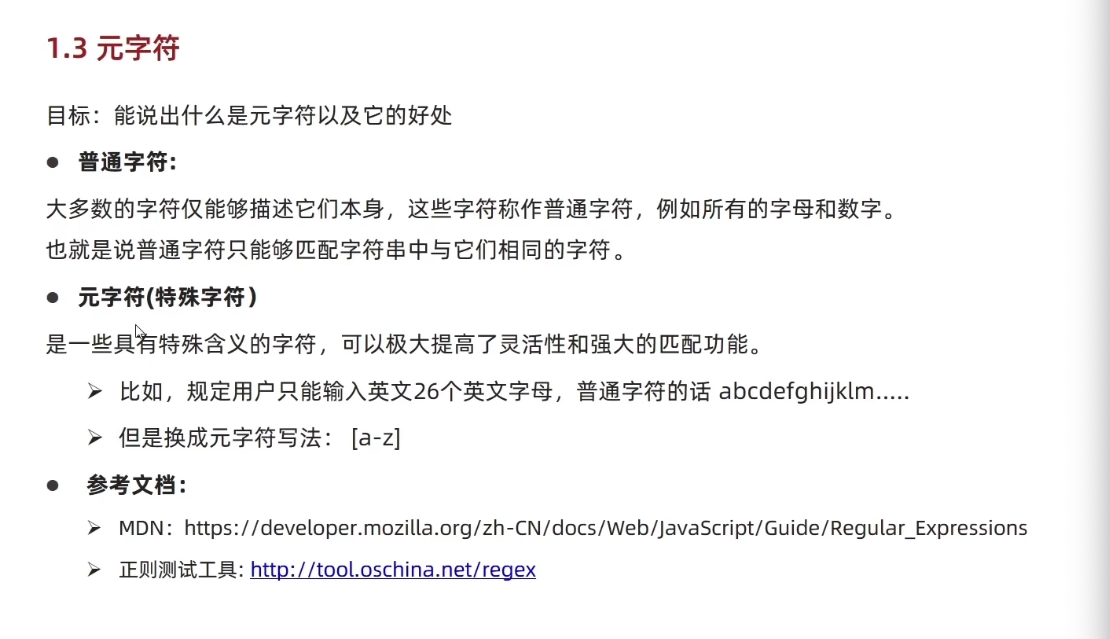 1.3 元字符
目标：能说出什么是元字符以及它的好处
● 普通字符:
大多数的字符仅能够描述它们本身，这些字符称作普通字符，例如所有的字母和数字。
也就是说普通字符只能够匹配字符串中与它们相同的字符。
● 元字符(特殊字符）
是一些具有特殊含义的字符，可以极大提高了灵活性和强大的匹配功能。
➢ 比如，规定用户只能输入英文26个英文字母，普通字符的话 abcdefghijklm.....
➢ 但是换成元字符写法： [a-z]
● 参考文档：
➢ MDN：https://developer.mozilla.org/zh-CN/docs/Web/JavaScript/Guide/Regular_Expressions
➢ 正则测试工具: http://tool.oschina.net/regex